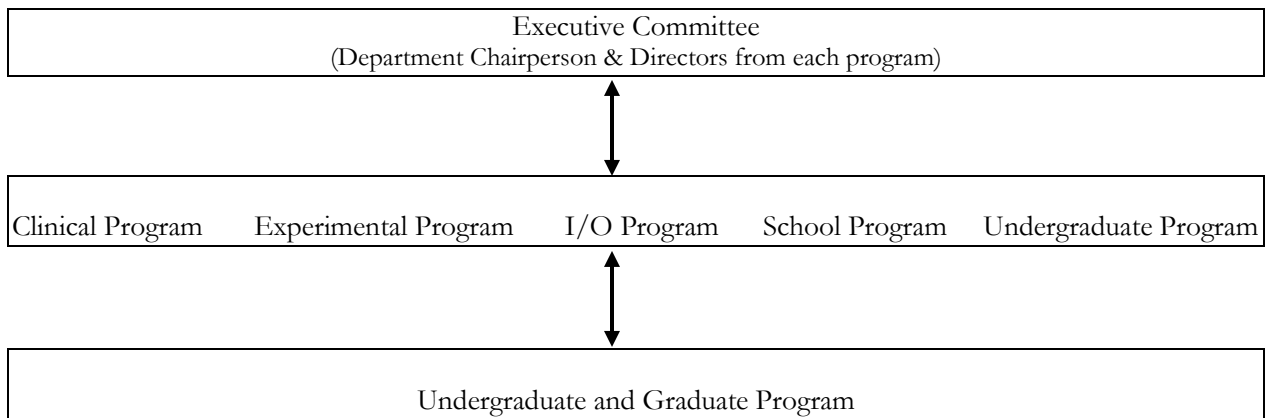 Executive Committee
(Department Chairperson & Directors from each program)
Clinical Program Experimental Program I/O Program School Program Undergraduate Program
Undergraduate and Graduate Program